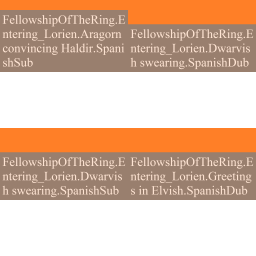 FellowshipOfTheRing.E
ntering_Lorien.Aragorn
convincing Haldir.Spani
shSub
FellowshipOfTheRing.E
ntering_Lorien.Dwarvis
h swearing.SpanishDub
FellowshipOfTheRing.E
ntering_Lorien.Dwarvis
h swearing.SpanishSub
FellowshipOfTheRing.E
ntering_Lorien.Greeting
s in Elvish.SpanishDub